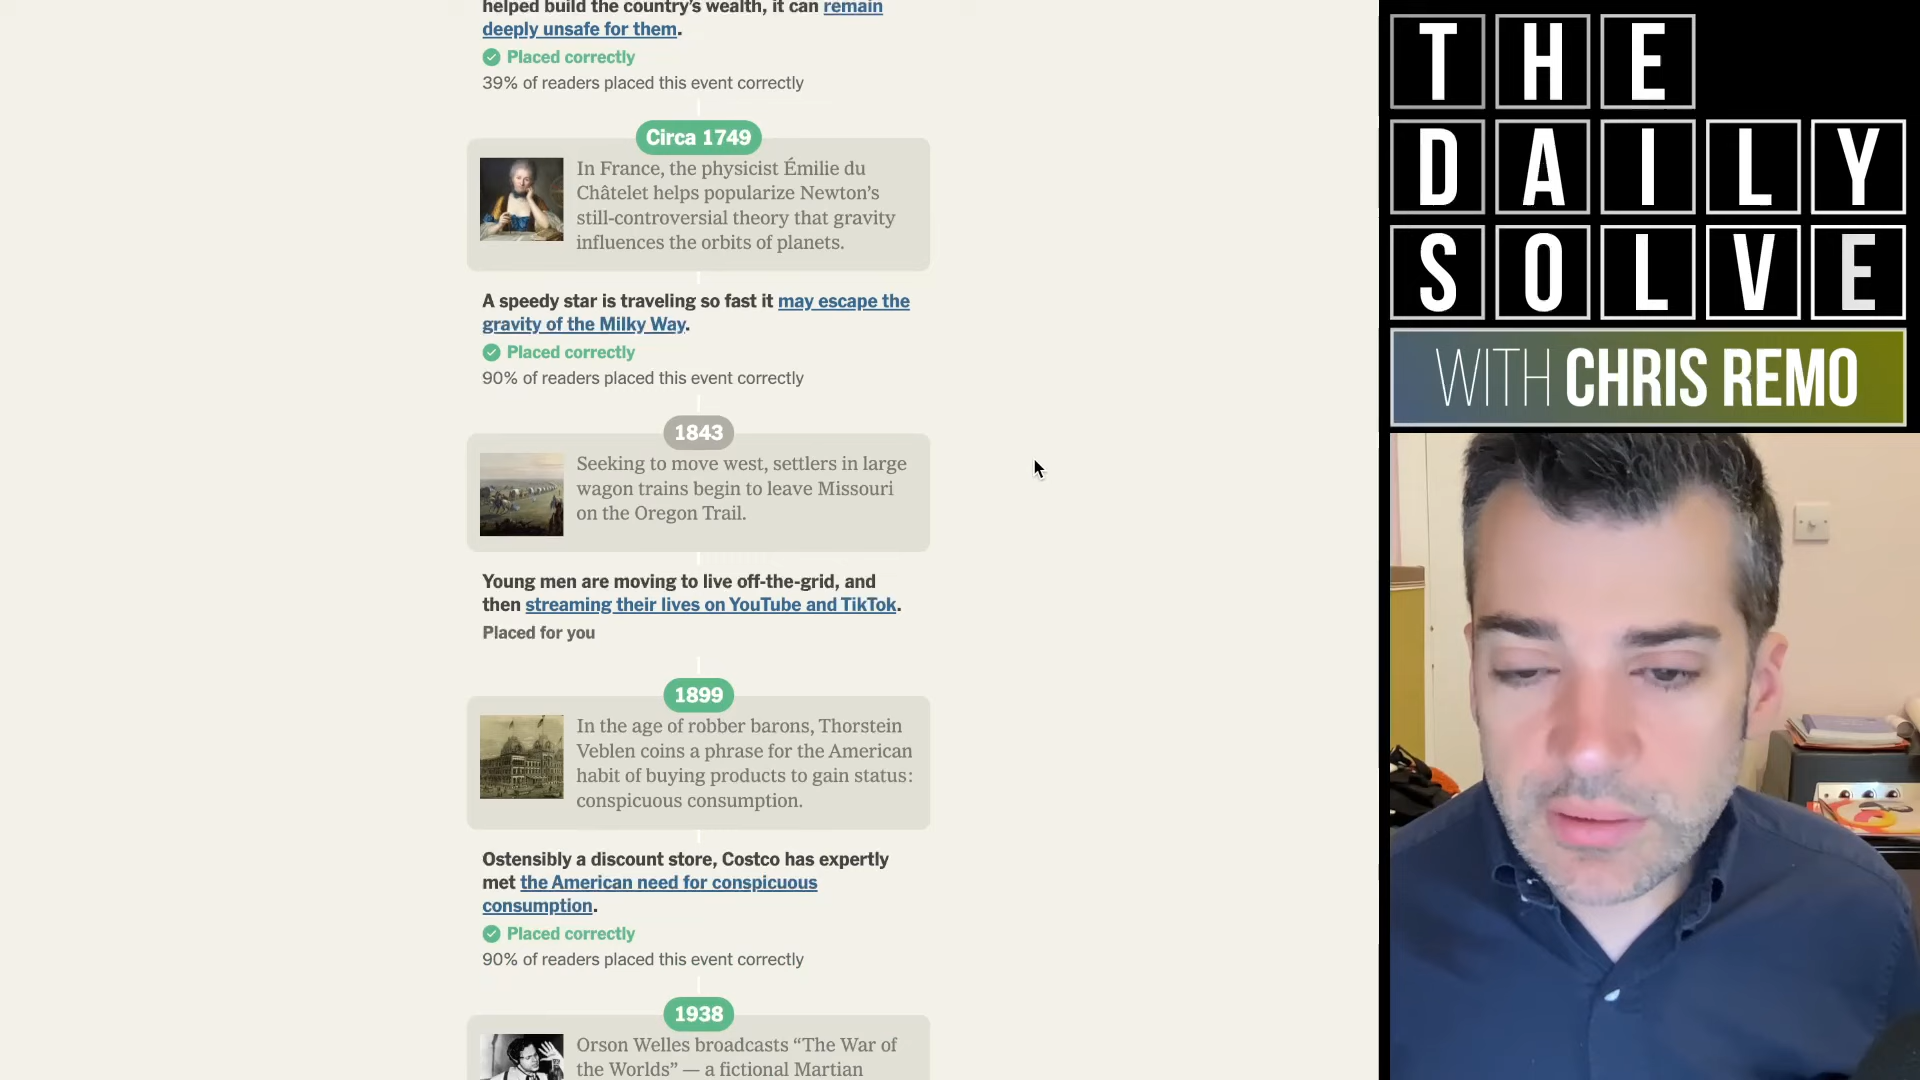 helped build the country's wealth, it can remain
deeply unsafe for them.
Placed correctly
39% of readers placed this event correctly
Circa 1749
In France, the physicist Émilie du
Châtelet helps popularize Newton's
still-controversial theory that gravity
influences the orbits of planets.
A speedy star is traveling so fast it may escape the
gravity of the Milky Way.
Placed correctly
90% of readers placed this event correctly
1843
Seeking to move west, settlers in large
wagon trains begin to leave Missouri
on the Oregon Trail.
Young men are moving to live off-the-grid, and
then streaming their lives on YouTube and TikTok.
Placed for you
1899
In the age of robber barons, Thorstein
Veblen coins a phrase for the American
habit of buying products to gain status:
conspicuous consumption.
Ostensibly a discount store, Costco has expertly
met the American need for conspicuous
consumption.
Placed correctly
90% of readers placed this event correctly
1938
Orson Welles broadcasts “The War of
the Worlds” — a fictional Martian
THE
DAILY
SOLVE
WITH CHRIS REMO